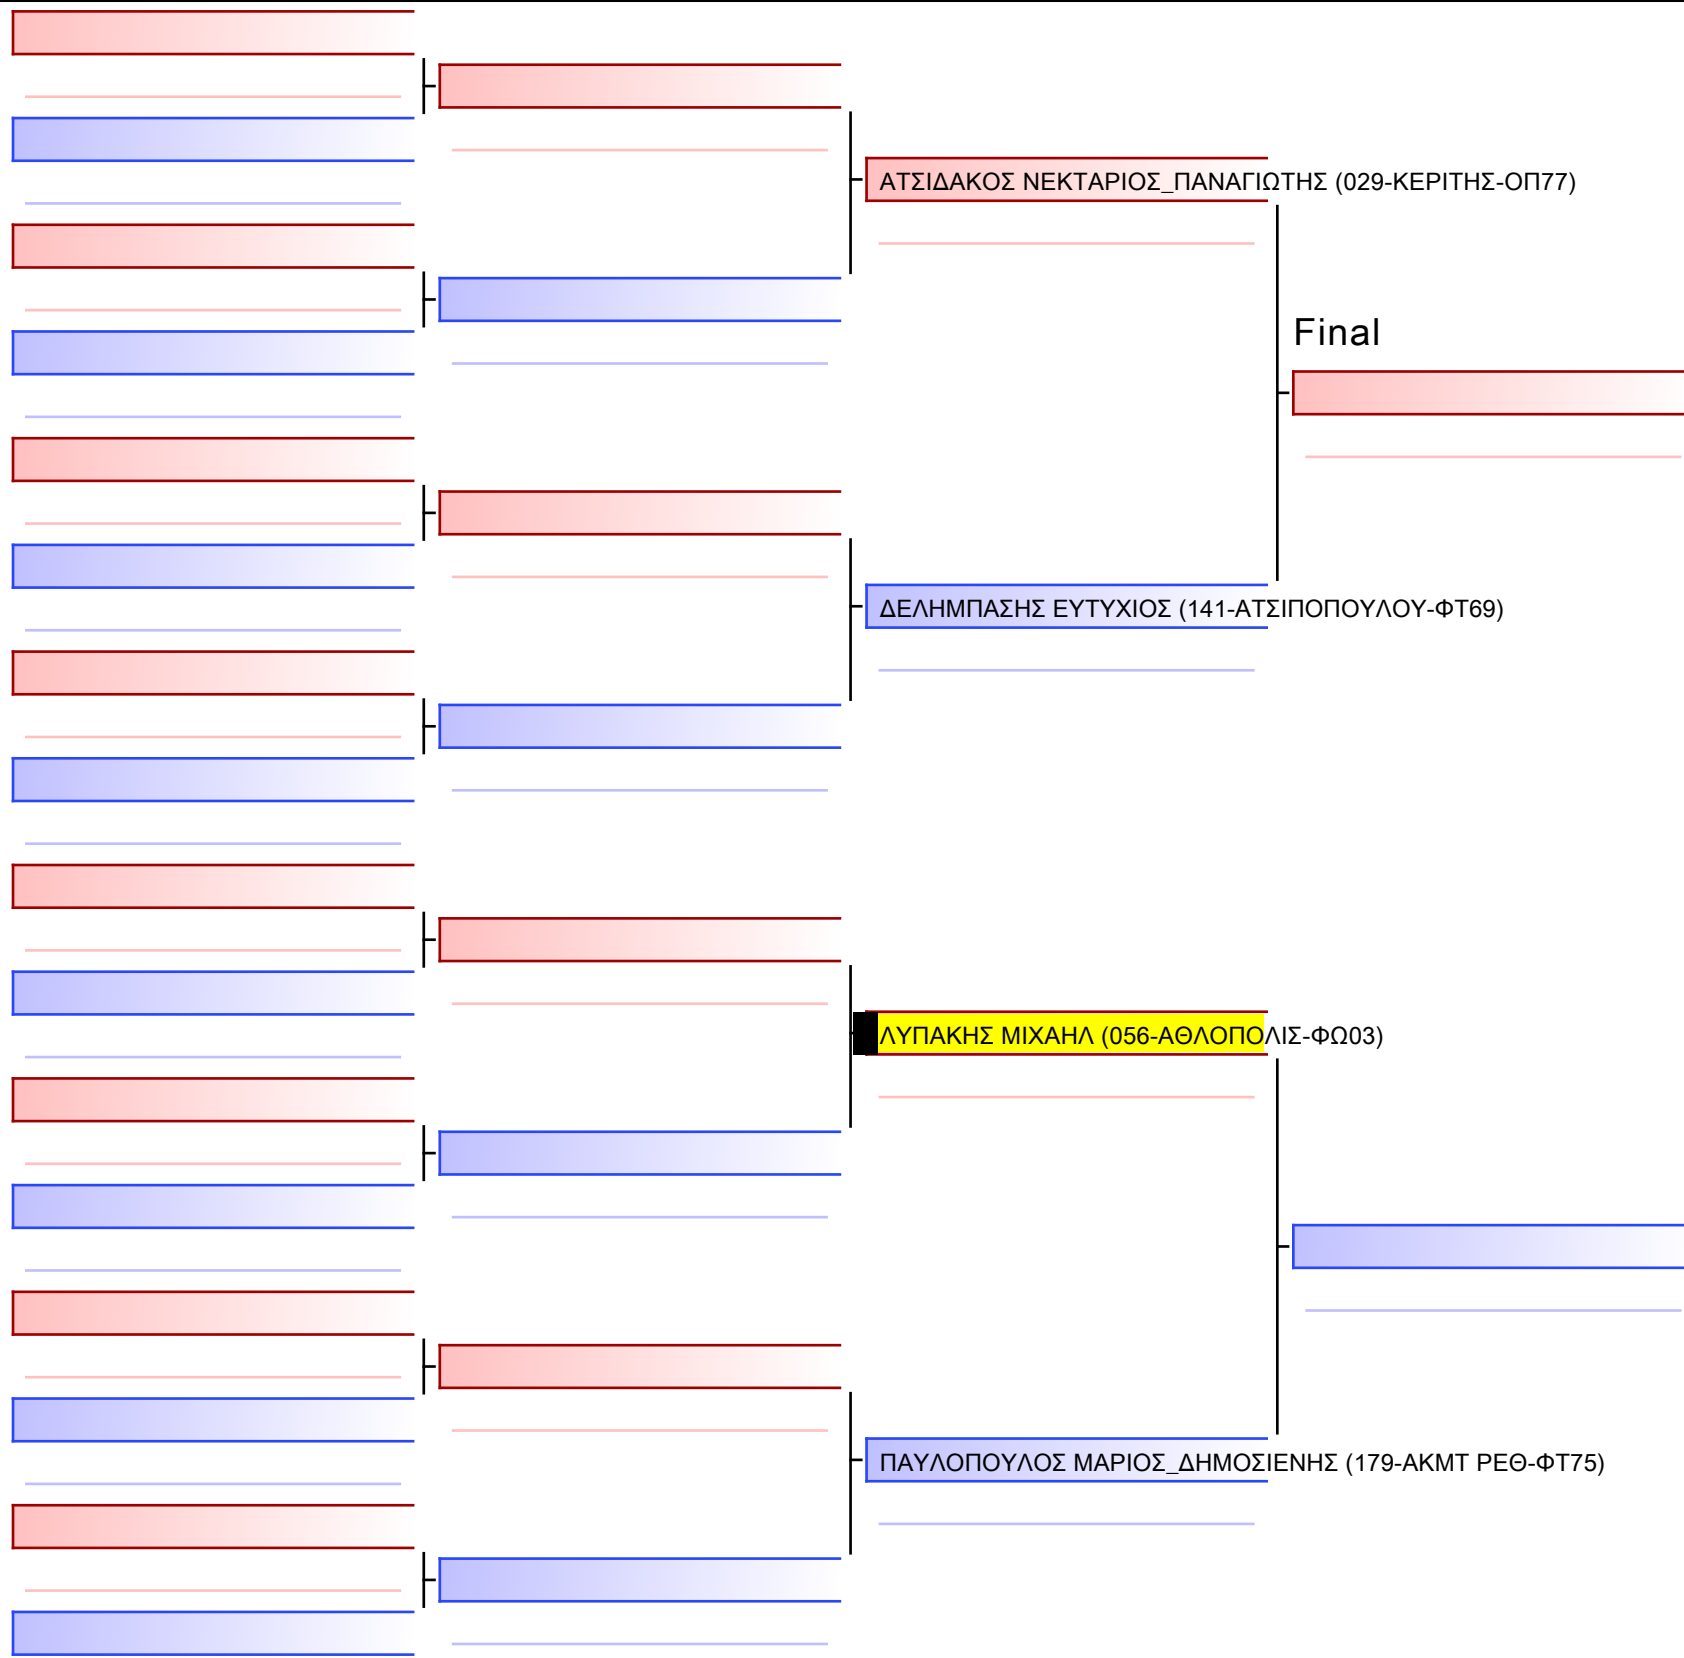 ΑΤΣΙΔΑΚΟΣ ΝΕΚΤΑΡΙΟΣ_ΠΑΝΑΓΙΩΤΗΣ (029-ΚΕΡΙΤΗΣ-ΟΠ77)
Final
ΔΕΛΗΜΠΑΣΗΣ ΕΥΤΥΧΙΟΣ (141-ΑΤΣΙΠΟΠΟΥΛΟΥ-ΦΤ69)
ΛΥΠΑΚΗΣ ΜΙΧΑΗΛ (056-ΑΘΛΟΠΟΛΙΣ-ΦΩ03)
ΠΑΥΛΟΠΟΥΛΟΣ ΜΑΡΙΟΣ_ΔΗΜΟΣΙΕΝΗΣ (179-ΑΚΜΤ ΡΕΘ-ΦΤ75)